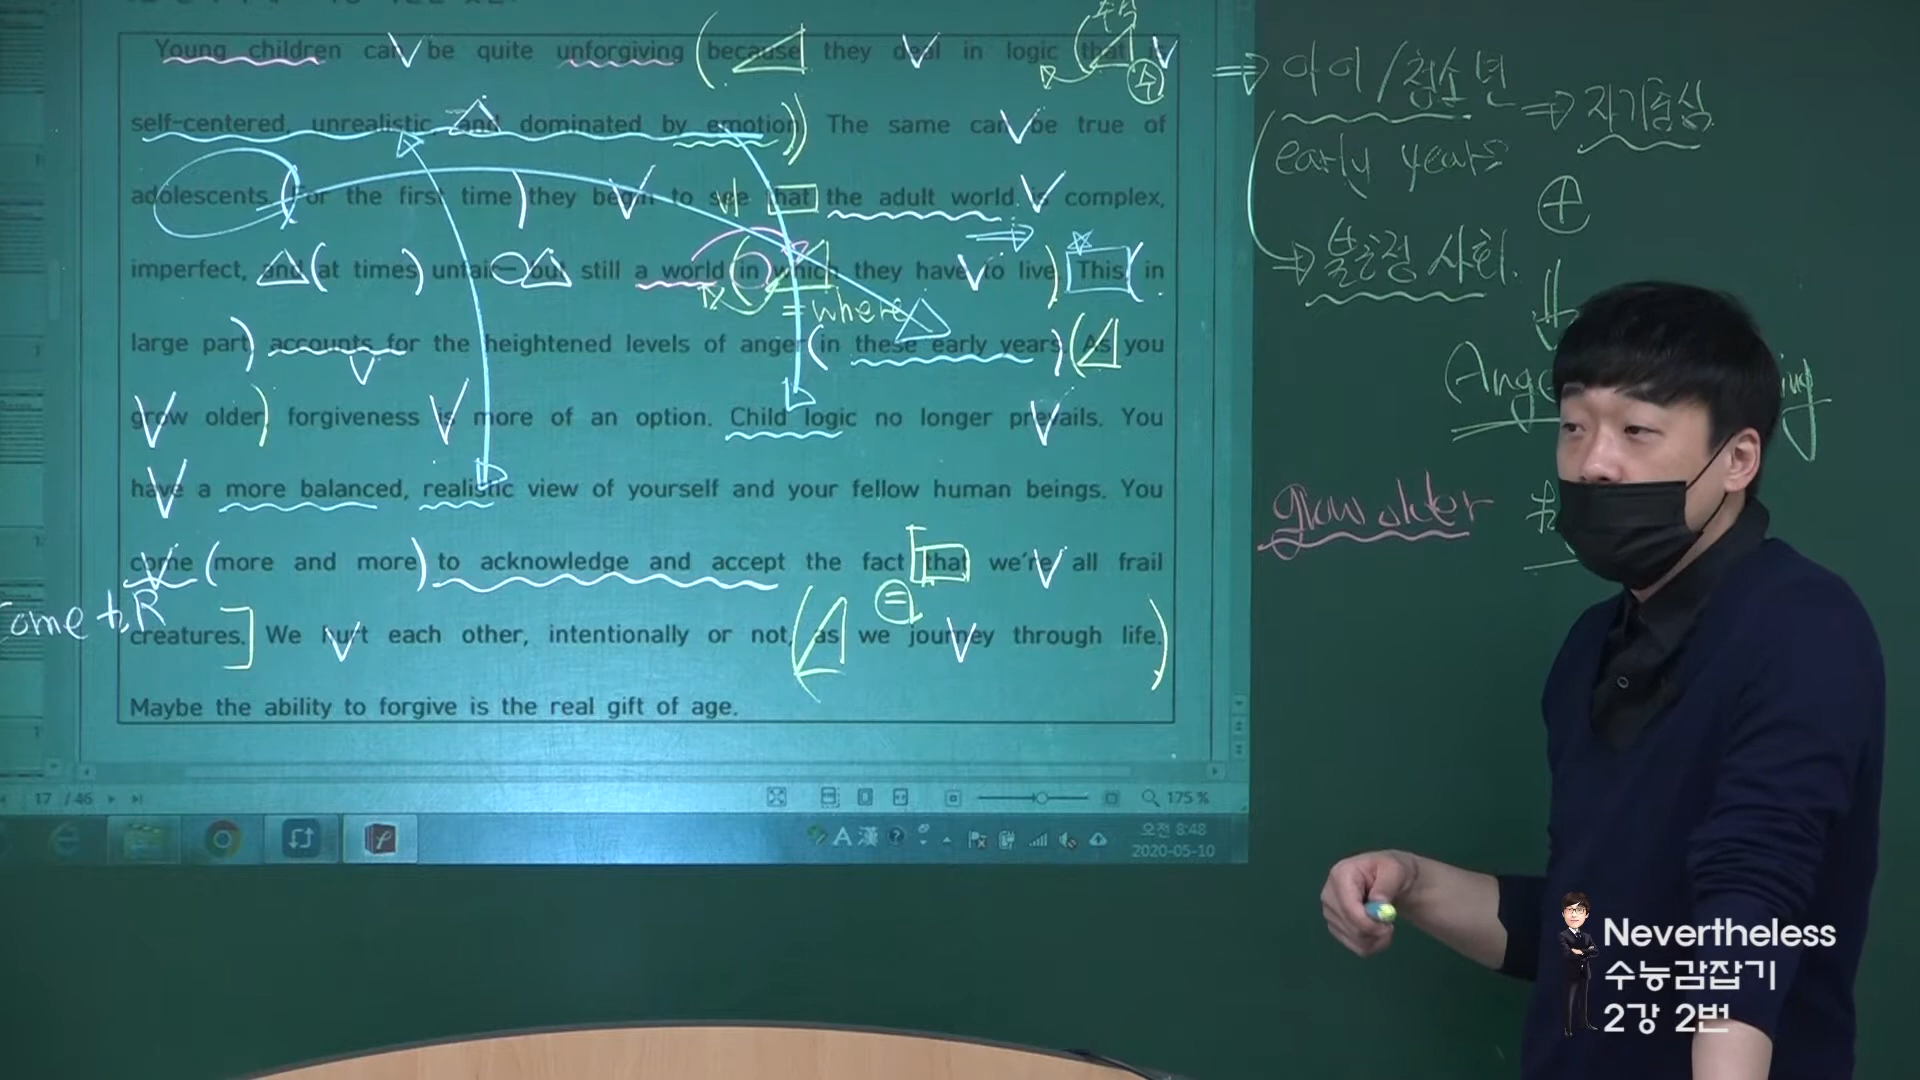 Young children can be quite unforgiving because they deal in logic that is
self-centered, unrealistic and dominated by emotion. The same can be true of
adolescents. For the first time they begin to see that the adult world is complex,
imperfect, and at times unfair—but still a world in which they have to live. This, in
= where
large part, accounts for the heightened levels of anger in these early years. As you
grow older, forgiveness is more of an option. Child logic no longer prevails. You
have a more balanced, realistic view of yourself and your fellow human beings. You
come more and more to acknowledge and accept the fact that we're all frail
come to R
creatures. We hurt each other, intentionally or not, as we journey through life.
Maybe the ability to forgive is the real gift of age.
17 / 46
175 %
A 漢
오전 8:48
2020-05-10
⇒ 아이/청소년
⇒ 자기중심
early years
⊕
⇒ 불공정 사회.
grow older
Nevertheless
수능감잡기
2강 2번